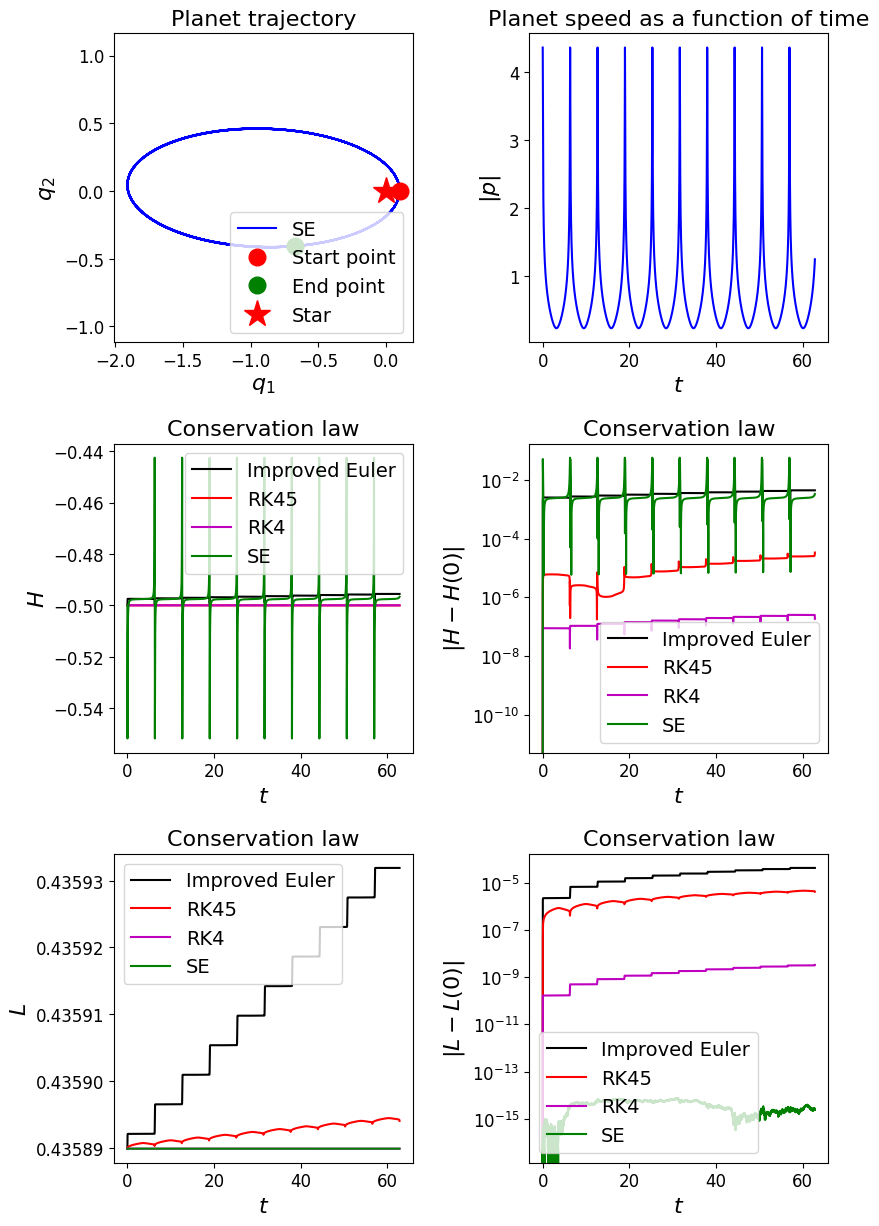 Planet trajectory
q₂
1.0
0.5
0.0
−0.5
−1.0
SE
Start point
End point
Star
−2.0 −1.5 −1.0 −0.5 0.0
q₁
Planet speed as a function of time
|p|
4
3
2
1
0 20 40 60
t
Conservation law
H
−0.44
−0.46
−0.48
−0.50
−0.52
−0.54
Improved Euler
RK45
RK4
SE
0 20 40 60
t
Conservation law
|H − H(0)|
10⁻²
10⁻⁴
10⁻⁶
10⁻⁸
10⁻¹⁰
Improved Euler
RK45
RK4
SE
0 20 40 60
t
Conservation law
L
0.43593
0.43592
0.43591
0.43590
0.43589
Improved Euler
RK45
RK4
SE
0 20 40 60
t
Conservation law
|L − L(0)|
10⁻⁵
10⁻⁷
10⁻⁹
10⁻¹¹
10⁻¹³
10⁻¹⁵
Improved Euler
RK45
RK4
SE
0 20 40 60
t